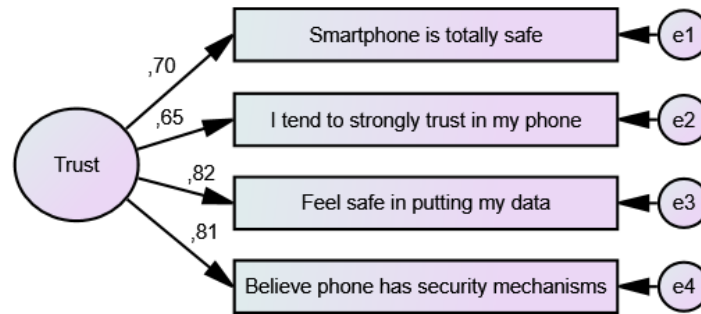 Smartphone is totally safe
e1
,70
,65
I tend to strongly trust in my phone
e2
Trust
,82
Feel safe in putting my data
e3
,81
Believe phone has security mechanisms
e4